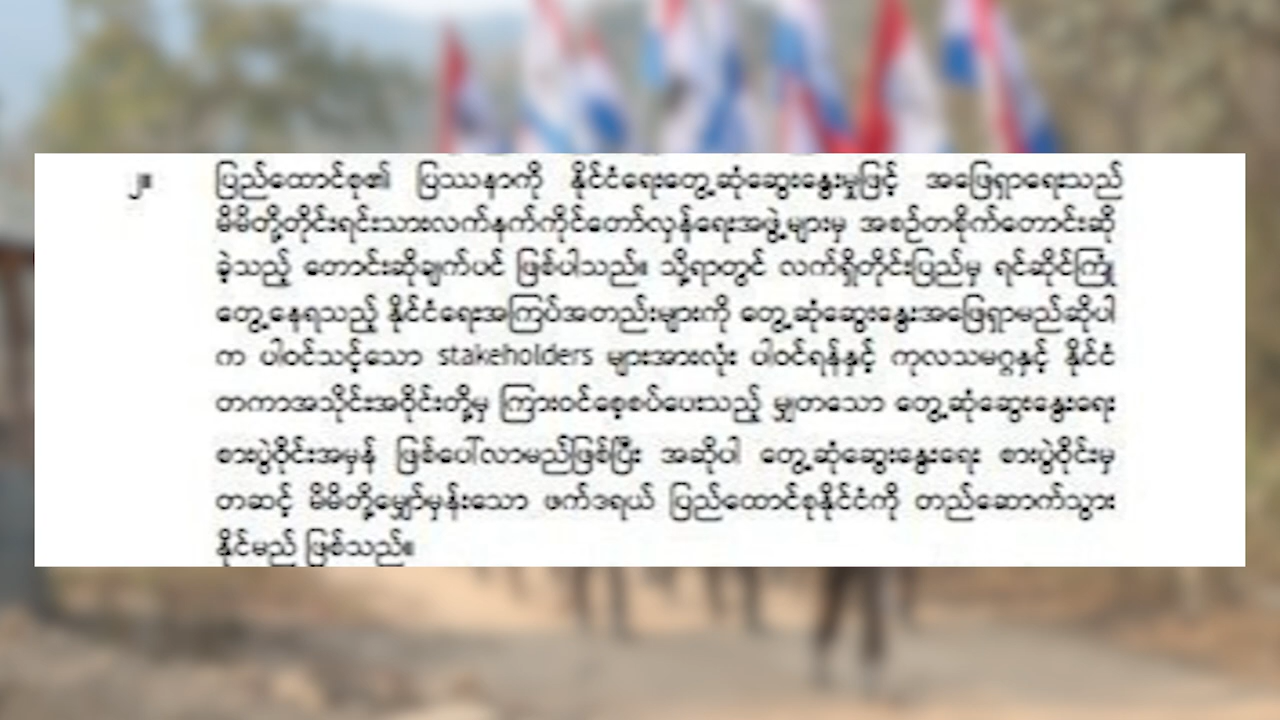 ၂။ ပြည်ထောင်စု၏ ပြဿနာကို နိုင်ငံရေးတွေ့ဆုံဆွေးနွေးမှုဖြင့် အဖြေရှာရေးသည်
မိမိတို့တိုင်းရင်းသားလက်နက်ကိုင်တော်လှန်ရေးအဖွဲ့များမှ အစဉ်တစိုက်တောင်းဆို
ခဲ့သည့် တောင်းဆိုချက်ပင် ဖြစ်ပါသည်။ သို့ရာတွင် လက်ရှိတိုင်းပြည်မှ ရင်ဆိုင်ကြုံ
တွေ့နေရသည့် နိုင်ငံရေးအကြပ်အတည်းများကို တွေ့ဆုံဆွေးနွေးအဖြေရှာမည်ဆိုပါ
က ပါဝင်သင့်သော stakeholders များအားလုံး ပါဝင်ရန်နှင့် ကုလသမဂ္ဂနှင့် နိုင်ငံ
တကာအသိုင်းအဝိုင်းတို့မှ ကြားဝင်စေ့စပ်ပေးသည့် မျှတသော တွေ့ဆုံဆွေးနွေးရေး
စားပွဲဝိုင်းအမှန် ဖြစ်ပေါ်လာမည်ဖြစ်ပြီး အဆိုပါ တွေ့ဆုံဆွေးနွေးရေး စားပွဲဝိုင်းမှ
တဆင့် မိမိတို့မျှော်မှန်းသော ဖက်ဒရယ် ပြည်ထောင်စုနိုင်ငံကို တည်ဆောက်သွား
နိုင်မည် ဖြစ်သည်။